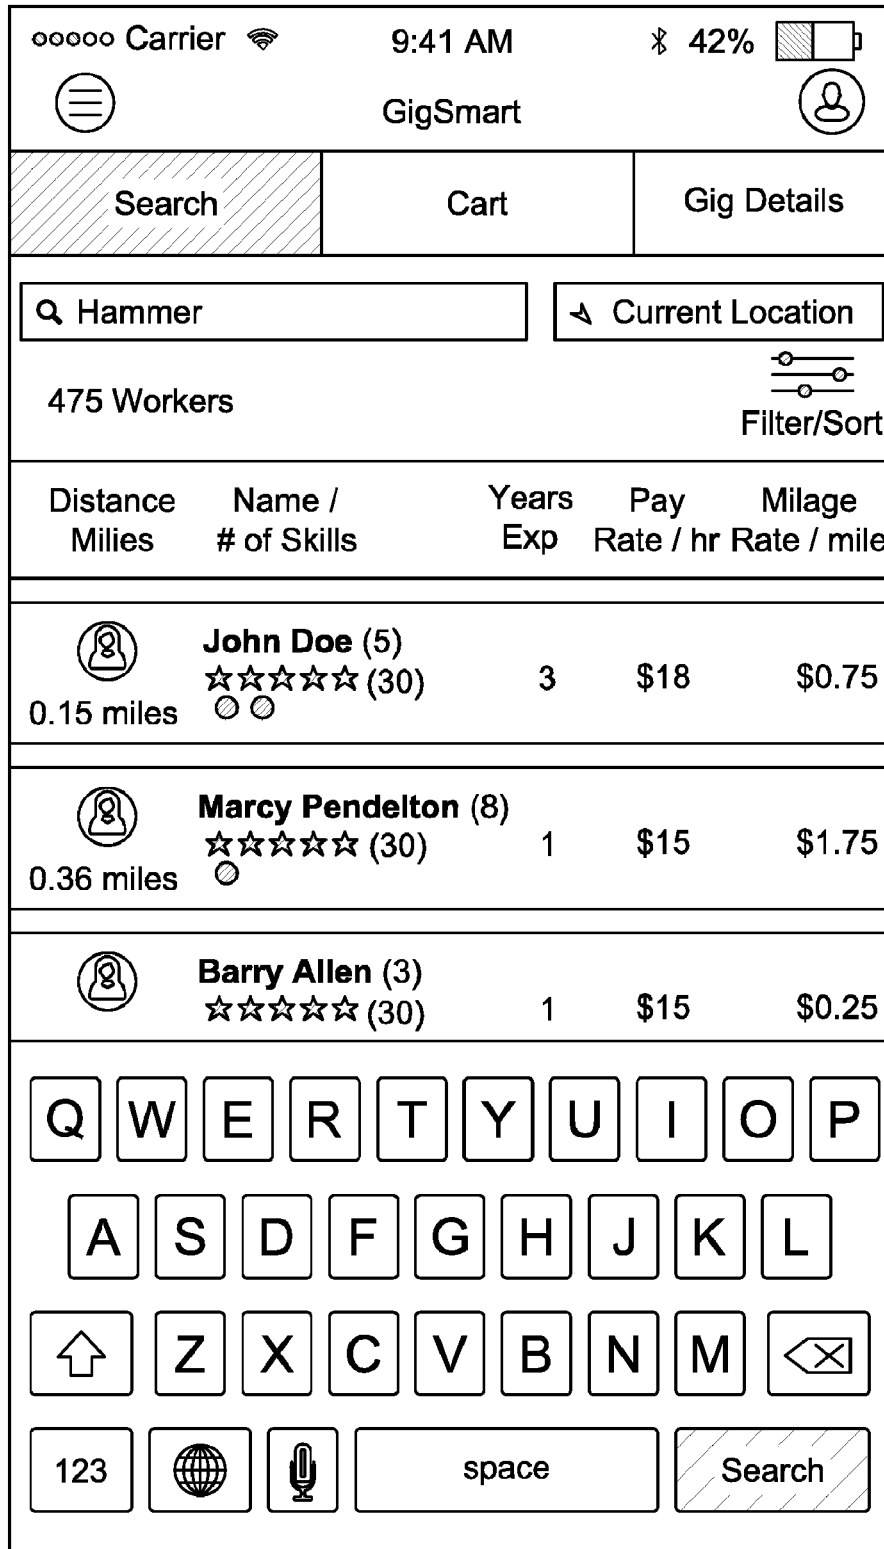 Carrier 9:41 AM 42%
GigSmart
Search Cart Gig Details
Hammer Current Location
475 Workers
Filter/Sort
Distance Name / Years Pay Milage
Milies # of Skills Exp Rate / hr Rate / mile
John Doe (5)
(30) 3 $18 $0.75
0.15 miles
Marcy Pendelton (8)
(30) 1 $15 $1.75
0.36 miles
Barry Allen (3)
(30) 1 $15 $0.25
Q W E R T Y U I O P
A S D F G H J K L
Z X C V B N M
123 space Search